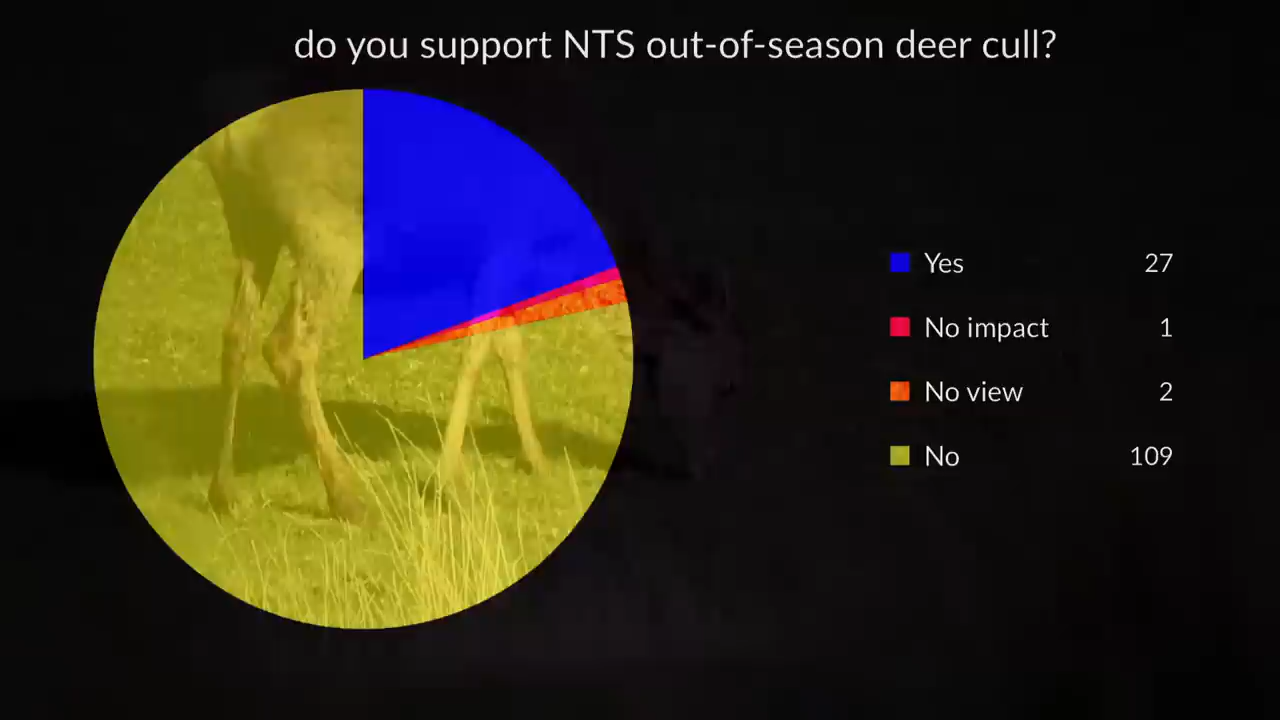 do you support NTS out-of-season deer cull?
Yes 27
No impact 1
No view 2
No 109